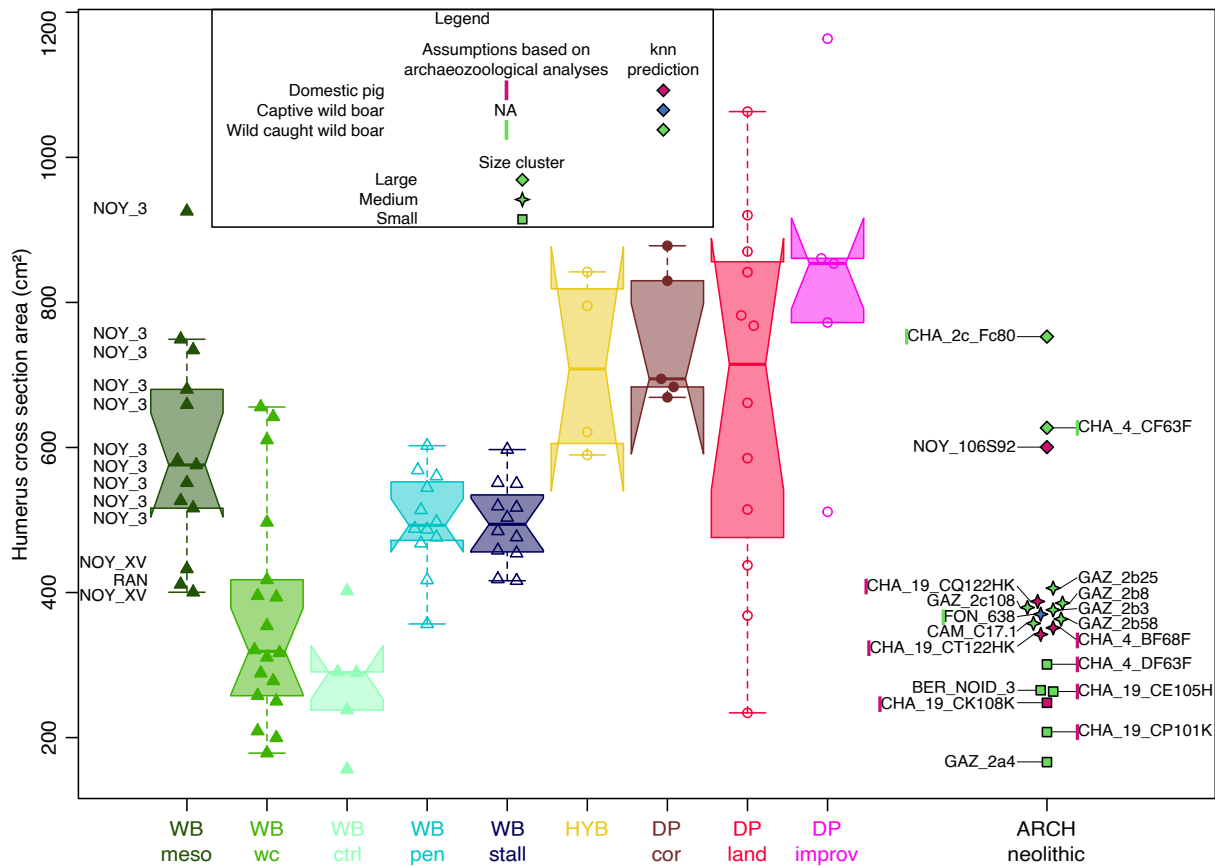 Legend
Assumptions based on knn
archaeozoological analyses prediction
Domestic pig
Captive wild boar NA
Wild caught wild boar
Size cluster
Large
Medium
Small
Humerus cross section area (cm²)
1200
1000
800
600
400
200
NOY_3
NOY_3
NOY_3
NOY_3
NOY_3
NOY_3
NOY_3
NOY_3
NOY_3
NOY_3
NOY_XV
RAN
NOY_XV
CHA_2c_Fc80
CHA_4_CF63F
NOY_106S92
CHA_19_CQ122HK GAZ_2b25
GAZ_2c108 GAZ_2b8
FON_638 GAZ_2b3
CAM_C17.1 GAZ_2b58
CHA_19_CT122HK CHA_4_BF68F
CHA_4_DF63F
BER_NOID_3 CHA_19_CE105H
CHA_19_CK108K
CHA_19_CP101K
GAZ_2a4
WB WB WB WB WB HYB DP DP DP ARCH
meso wc ctrl pen stall cor land improv neolithic